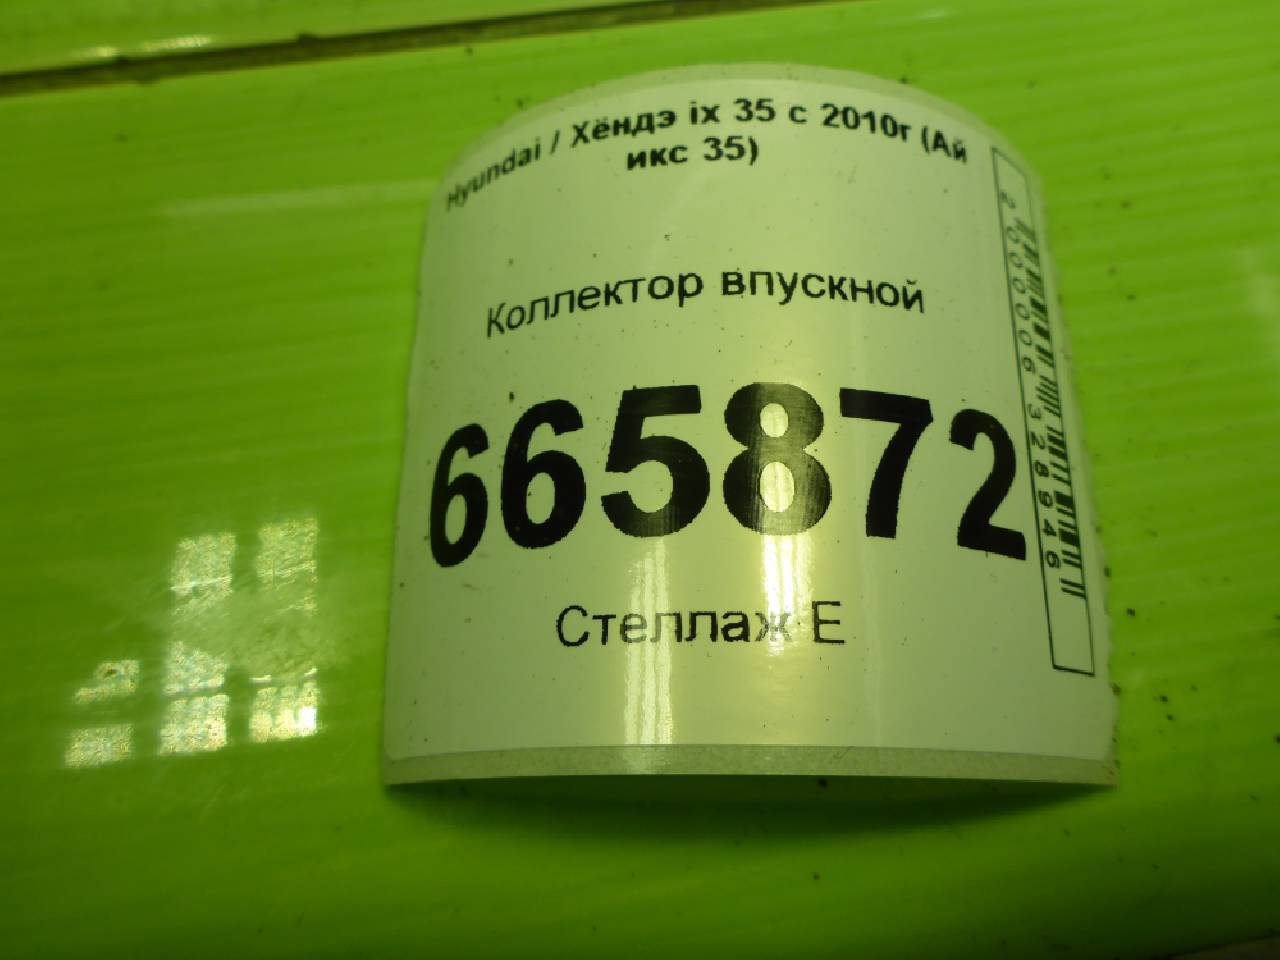 Hyundai / Хёндэ ix 35 с 2010г (Ай
икс 35)
Коллектор впускной
665872
Стеллаж Е
2000006328946